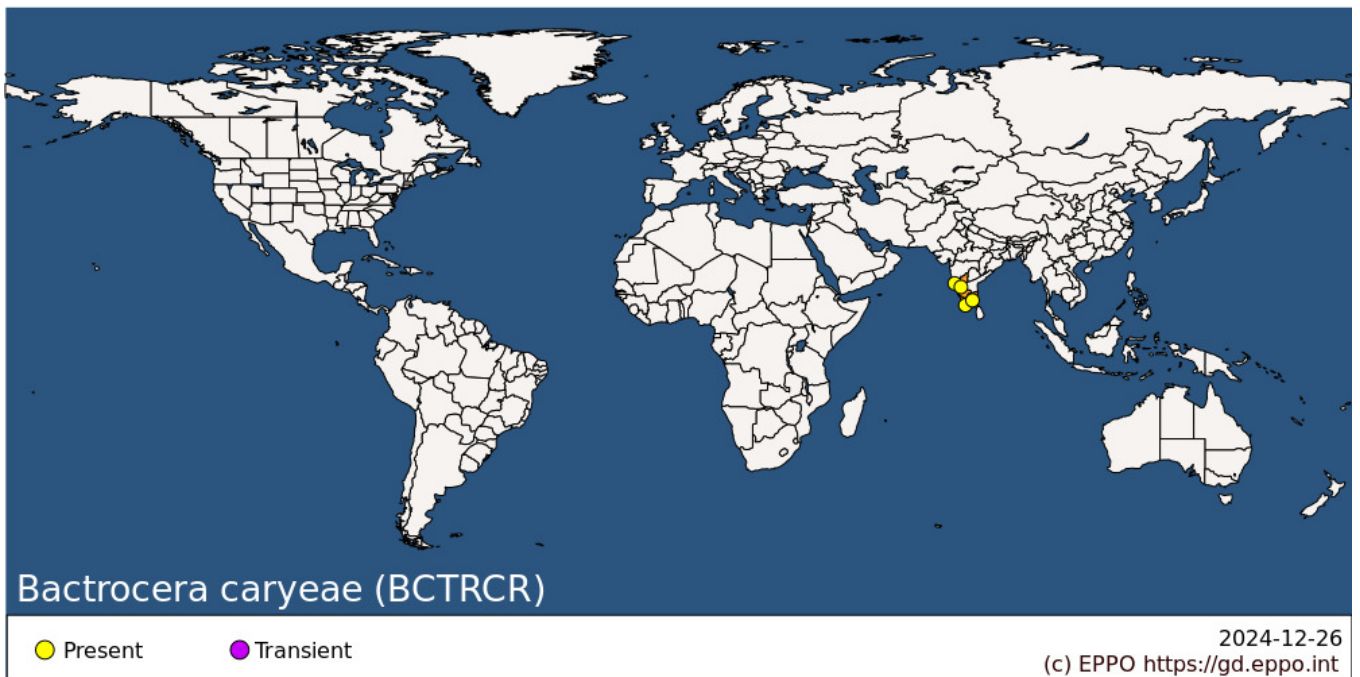 Bactrocera caryeae (BCTRCR)
Present
Transient
2024-12-26
(c) EPPO https://gd.eppo.int